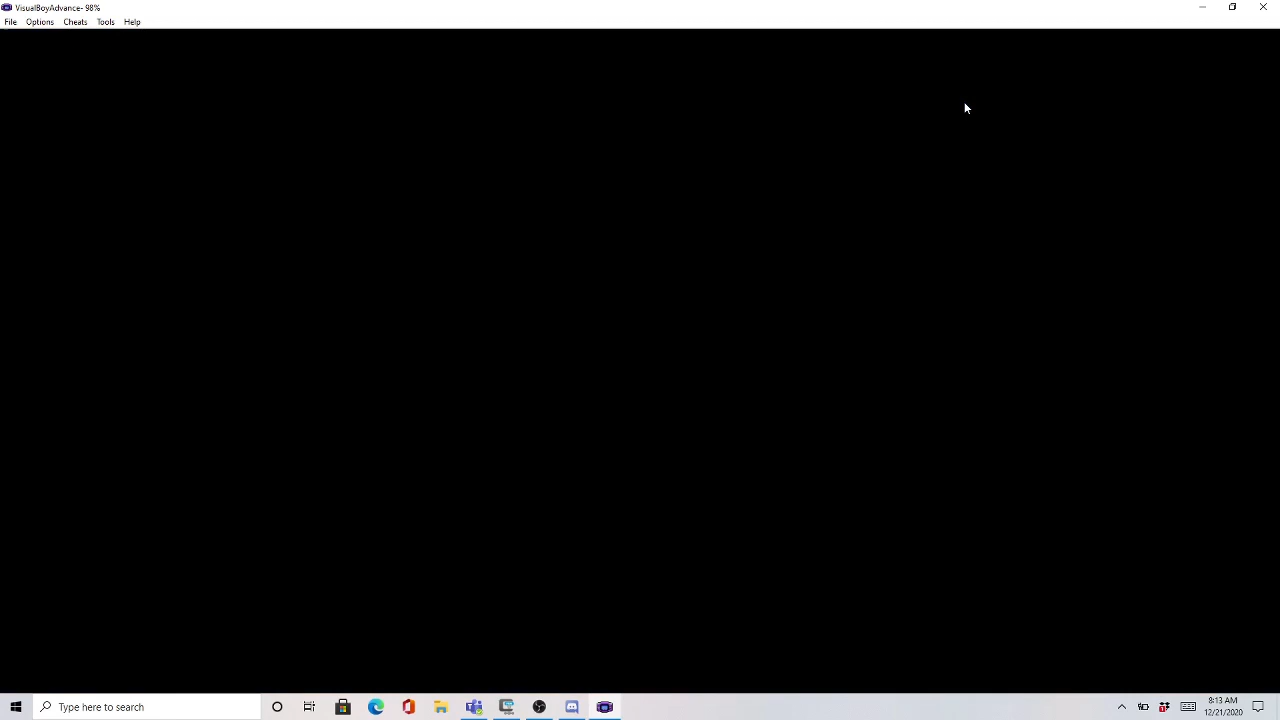 VisualBoyAdvance- 98%
File Options Cheats Tools Help
Type here to search
8:13 AM
12/21/2020